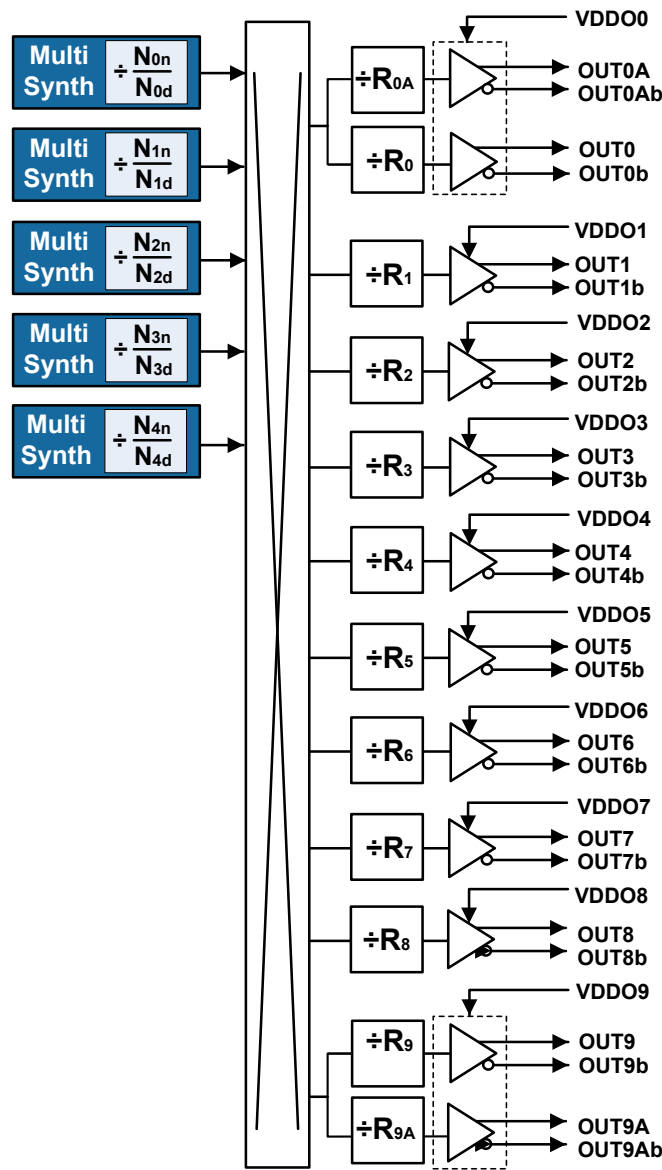 Multi Synth ÷ N0n N0d
Multi Synth ÷ N1n N1d
Multi Synth ÷ N2n N2d
Multi Synth ÷ N3n N3d
Multi Synth ÷ N4n N4d
VDDO0
÷R0A
OUT0A
OUT0Ab
÷R0
OUT0
OUT0b
VDDO1
÷R1
OUT1
OUT1b
VDDO2
÷R2
OUT2
OUT2b
VDDO3
÷R3
OUT3
OUT3b
VDDO4
÷R4
OUT4
OUT4b
VDDO5
÷R5
OUT5
OUT5b
VDDO6
÷R6
OUT6
OUT6b
VDDO7
÷R7
OUT7
OUT7b
VDDO8
÷R8
OUT8
OUT8b
VDDO9
÷R9
OUT9
OUT9b
÷R9A
OUT9A
OUT9Ab